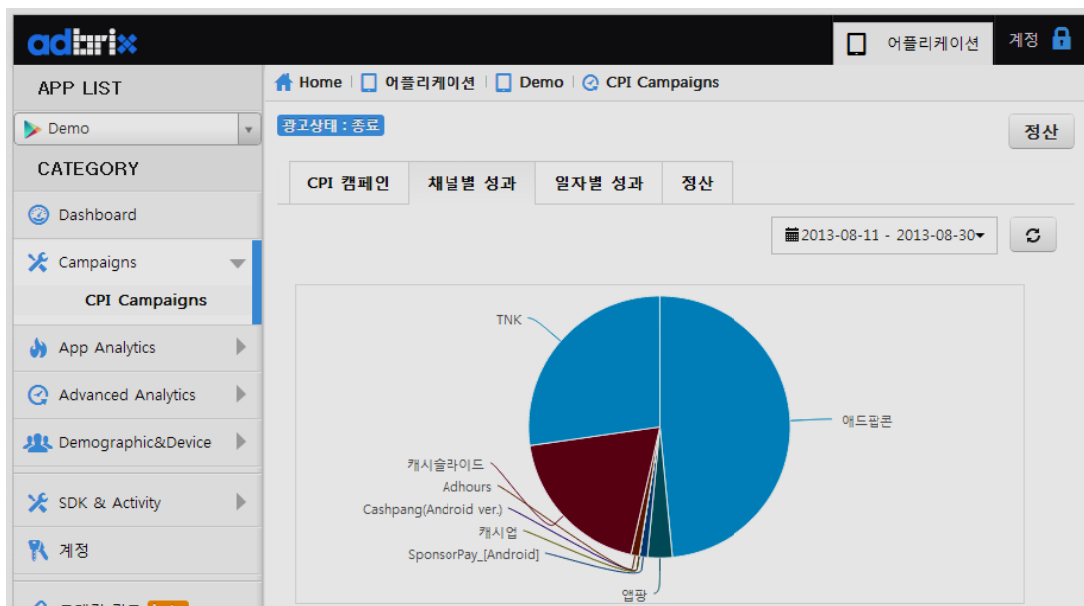 adbrix
어플리케이션
계정
APP LIST
Home
어플리케이션
Demo
CPI Campaigns
Demo
광고상태 : 종료
정산
CATEGORY
CPI 캠페인
채널별 성과
일자별 성과
정산
Dashboard
2013-08-11 - 2013-08-30
Campaigns
CPI Campaigns
TNK
App Analytics
Advanced Analytics
애드팝콘
Demographic&Device
캐시슬라이드
Adhours
SDK & Activity
Cashpang(Android ver.)
캐시업
계정
SponsorPay_[Android]
앱팡